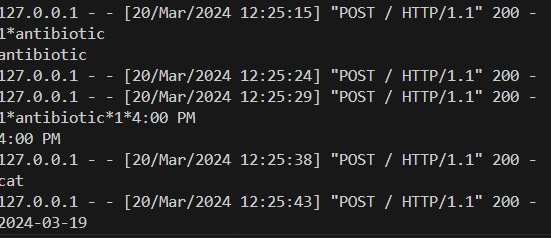 127.0.0.1 - - [20/Mar/2024 12:25:15] "POST / HTTP/1.1" 200 -
1*antibiotic
antibiotic
127.0.0.1 - - [20/Mar/2024 12:25:24] "POST / HTTP/1.1" 200 -
127.0.0.1 - - [20/Mar/2024 12:25:29] "POST / HTTP/1.1" 200 -
1*antibiotic*1*4:00 PM
4:00 PM
127.0.0.1 - - [20/Mar/2024 12:25:38] "POST / HTTP/1.1" 200 -
cat
127.0.0.1 - - [20/Mar/2024 12:25:43] "POST / HTTP/1.1" 200 -
2024-03-19